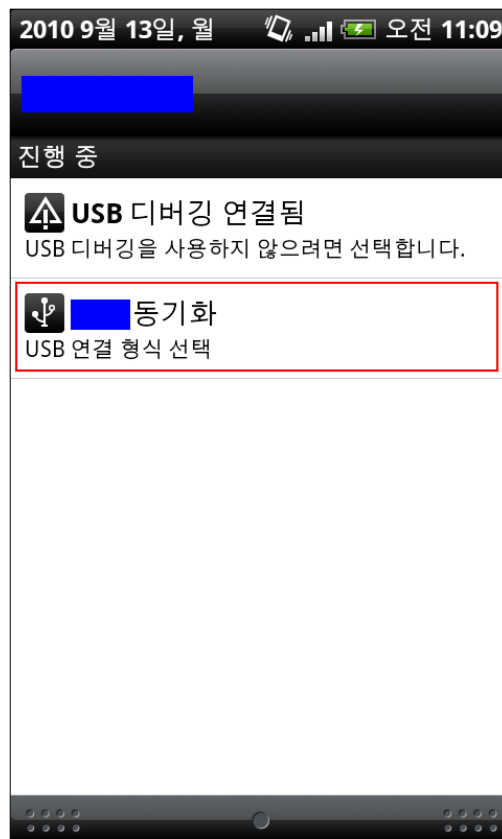 2010 9월 13일, 월 오전 11:09
진행 중
USB 디버깅 연결됨
USB 디버깅을 사용하지 않으려면 선택합니다.
동기화
USB 연결 형식 선택